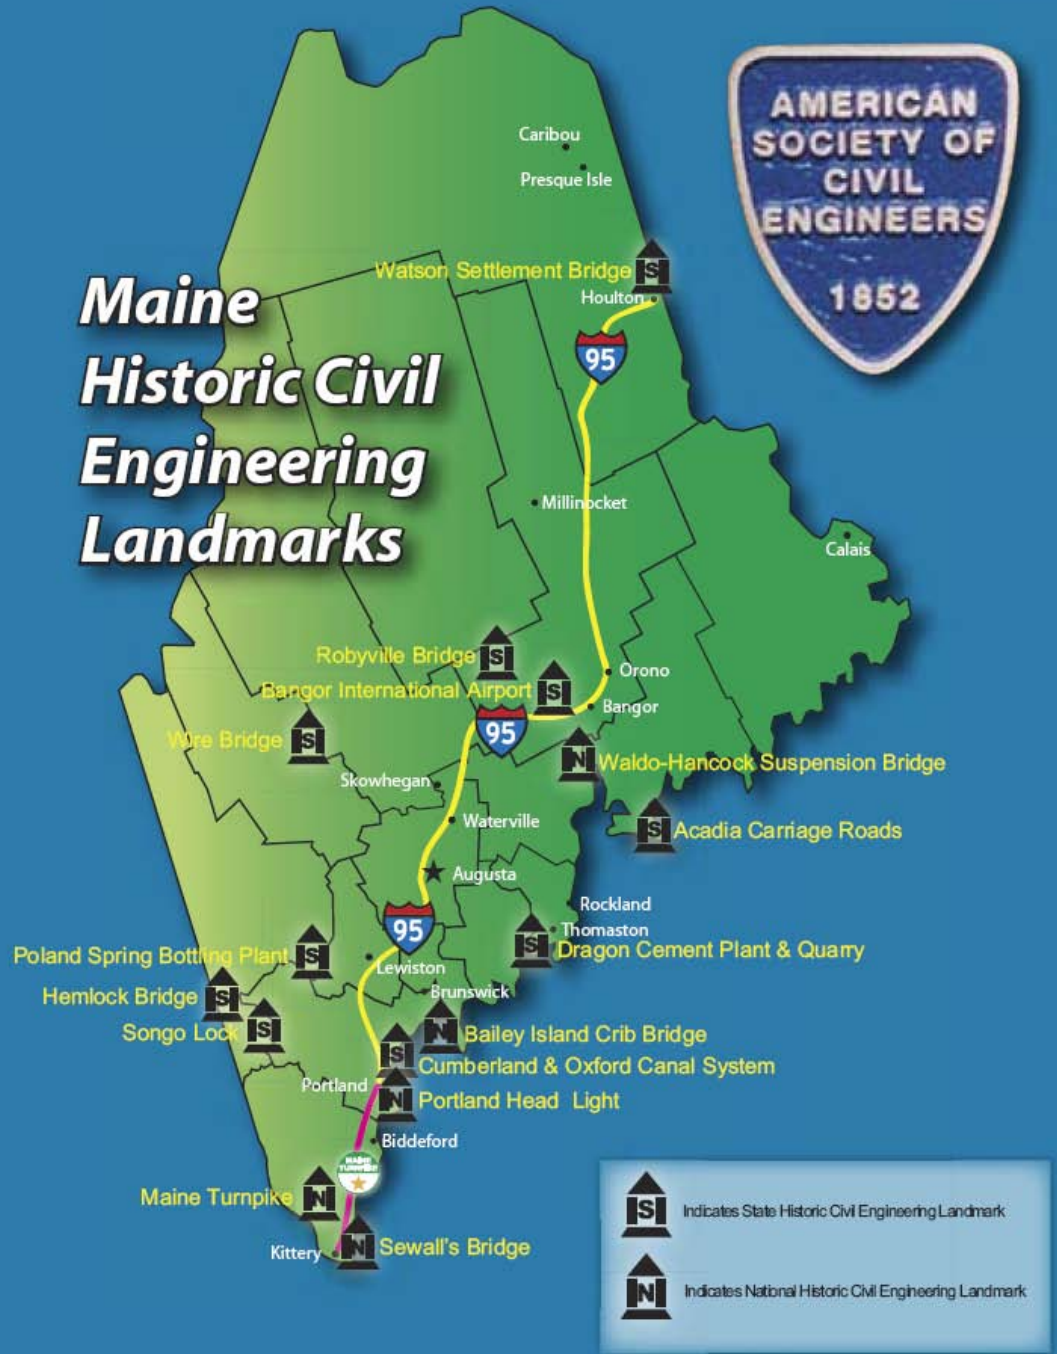 AMERICAN
SOCIETY OF
CIVIL
ENGINEERS
1852
Maine
Historic Civil
Engineering
Landmarks
Caribou
Presque Isle
Watson Settlement Bridge
S
Houlton
95
Millinocket
Calais
Robyville Bridge
S
Orono
Bangor International Airport
S
Bangor
95
Wire Bridge
S
N
Waldo-Hancock Suspension Bridge
Skowhegan
Waterville
S
Acadia Carriage Roads
Augusta
Rockland
95
Thomaston
S
Dragon Cement Plant & Quarry
Poland Spring Bottling Plant
S
Lewiston
Brunswick
Hemlock Bridge
S
Songo Lock
S
N
Bailey Island Crib Bridge
S
Cumberland & Oxford Canal System
Portland
N
Portland Head Light
Biddeford
MAINE
TURNPIKE
Maine Turnpike
N
Kittery
N
Sewall's Bridge
S
Indicates State Historic Civil Engineering Landmark
N
Indicates National Historic Civil Engineering Landmark